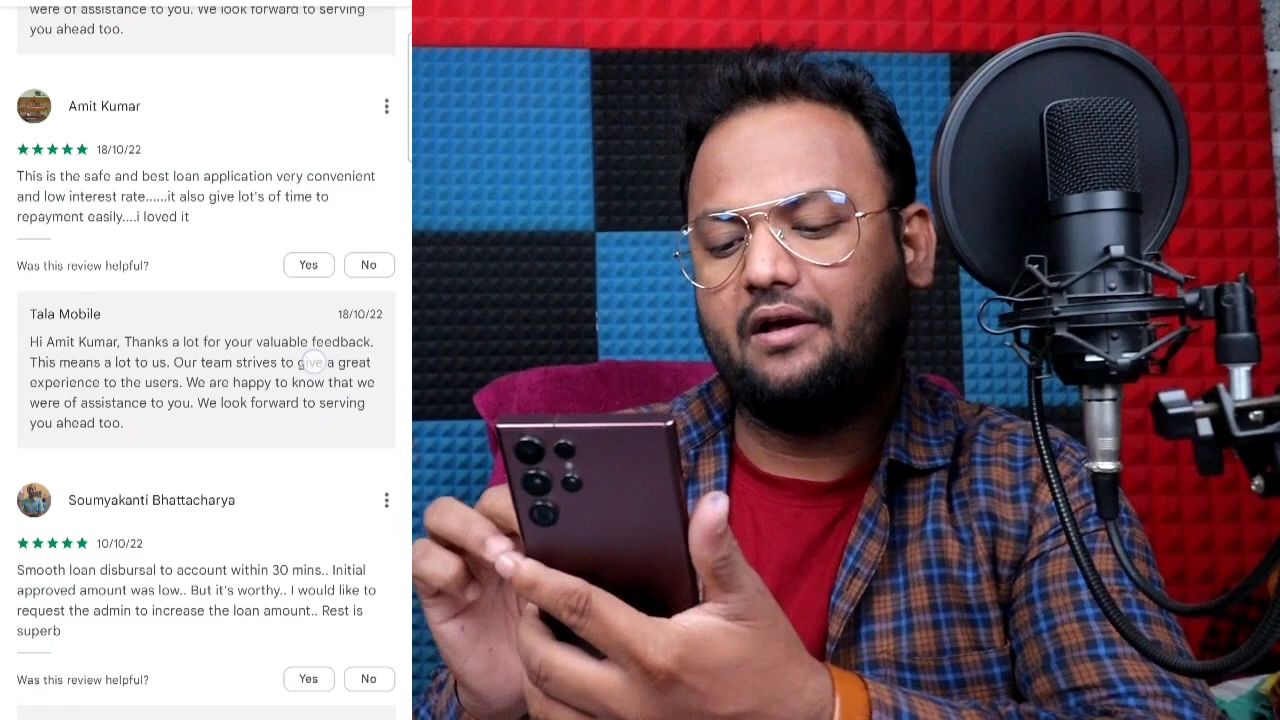 were of assistance to you. We look forward to serving
you ahead too.
Amit Kumar
18/10/22
This is the safe and best loan application very convenient
and low interest rate......it also give lot's of time to
repayment easily....i loved it
Was this review helpful?
Yes
No
Tala Mobile
18/10/22
Hi Amit Kumar, Thanks a lot for your valuable feedback.
This means a lot to us. Our team strives to give a great
experience to the users. We are happy to know that we
were of assistance to you. We look forward to serving
you ahead too.
Soumyakanti Bhattacharya
10/10/22
Smooth loan disbursal to account within 30 mins.. Initial
approved amount was low.. But it's worthy.. I would like to
request the admin to increase the loan amount.. Rest is
superb
Was this review helpful?
Yes
No